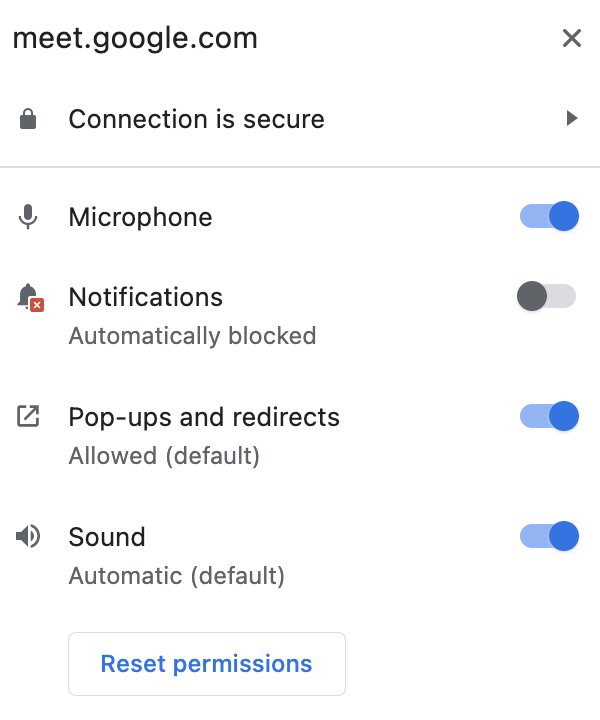 meet.google.com
Connection is secure
Microphone
Notifications
Automatically blocked
Pop-ups and redirects
Allowed (default)
Sound
Automatic (default)
Reset permissions